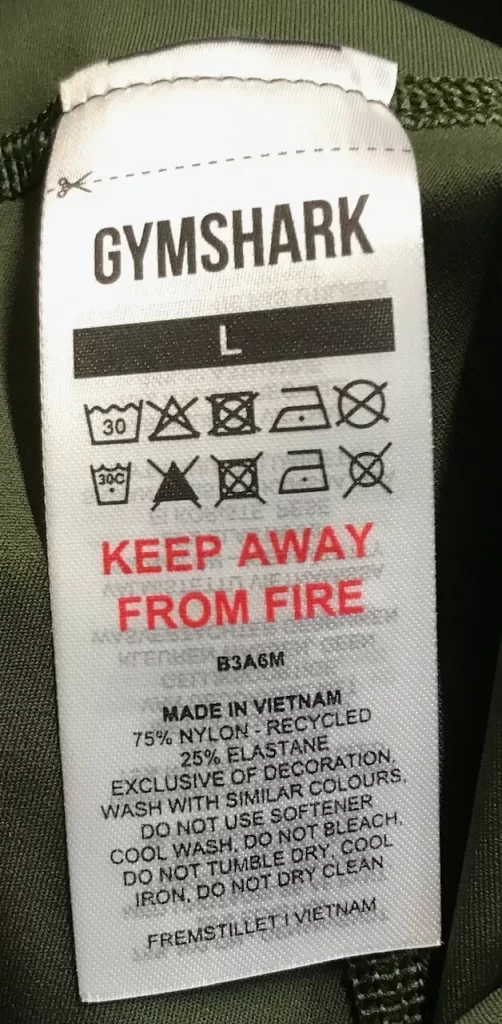 GYMSHARK
L
30
30C
KEEP AWAY
FROM FIRE
B3A6M
MADE IN VIETNAM
75% NYLON - RECYCLED
25% ELASTANE
EXCLUSIVE OF DECORATION,
WASH WITH SIMILAR COLOURS,
DO NOT USE SOFTENER
COOL WASH, DO NOT BLEACH,
DO NOT TUMBLE DRY, COOL
IRON, DO NOT DRY CLEAN
FREMSTILLET I VIETNAM